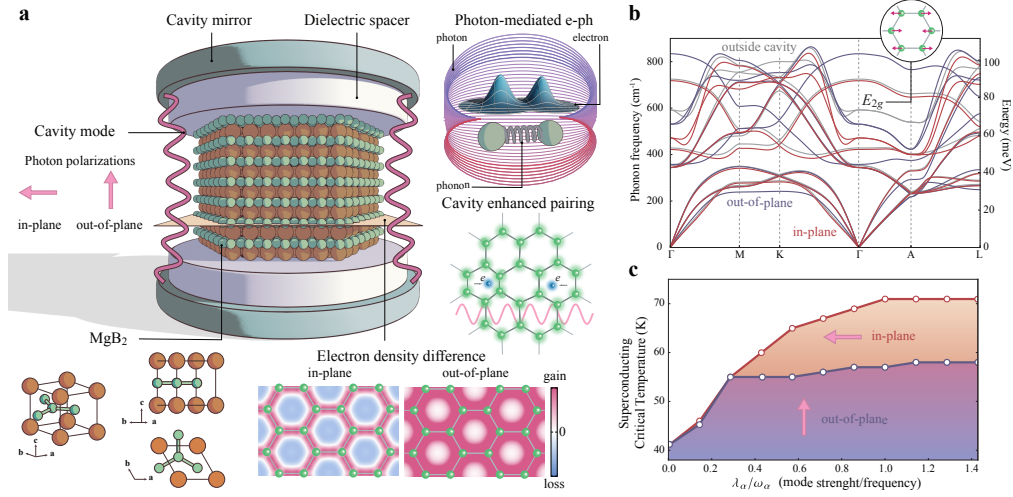 a
Cavity mirror
Dielectric spacer
Cavity mode
Photon polarizations
in-plane
out-of-plane
MgB2
c
b
a
c
b
a
b
a
Photon-mediated e-ph
photon
electron
phononn
Cavity enhanced pairing
e-
e-
Electron density difference
in-plane
out-of-plane
gain
0
loss
b
outside cavity
E2g
out-of-plane
in-plane
Phonon frequency (cm-1)
800
600
400
200
0
Γ
M
K
Γ
A
L
100
80
60
40
20
0
Energy (meV)
c
Superconducting
Critical Temperature (K)
70
60
50
40
in-plane
out-of-plane
0.0
0.2
0.4
0.6
0.8
1.0
1.2
1.4
λα/ωα (mode strenght/frequency)